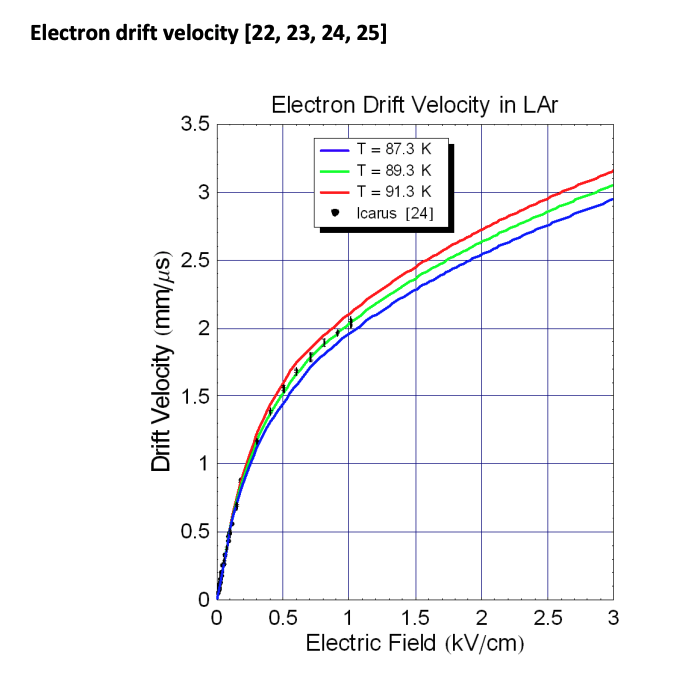 Electron drift velocity [22, 23, 24, 25]
Electron Drift Velocity in LAr
3.5
T = 87.3 K
T = 89.3 K
3
T = 91.3 K
Icarus [24]
2.5
2
1.5
1
0.5
0
Drift Velocity (mm/μs)
0 0.5 1 1.5 2 2.5 3
Electric Field (kV/cm)